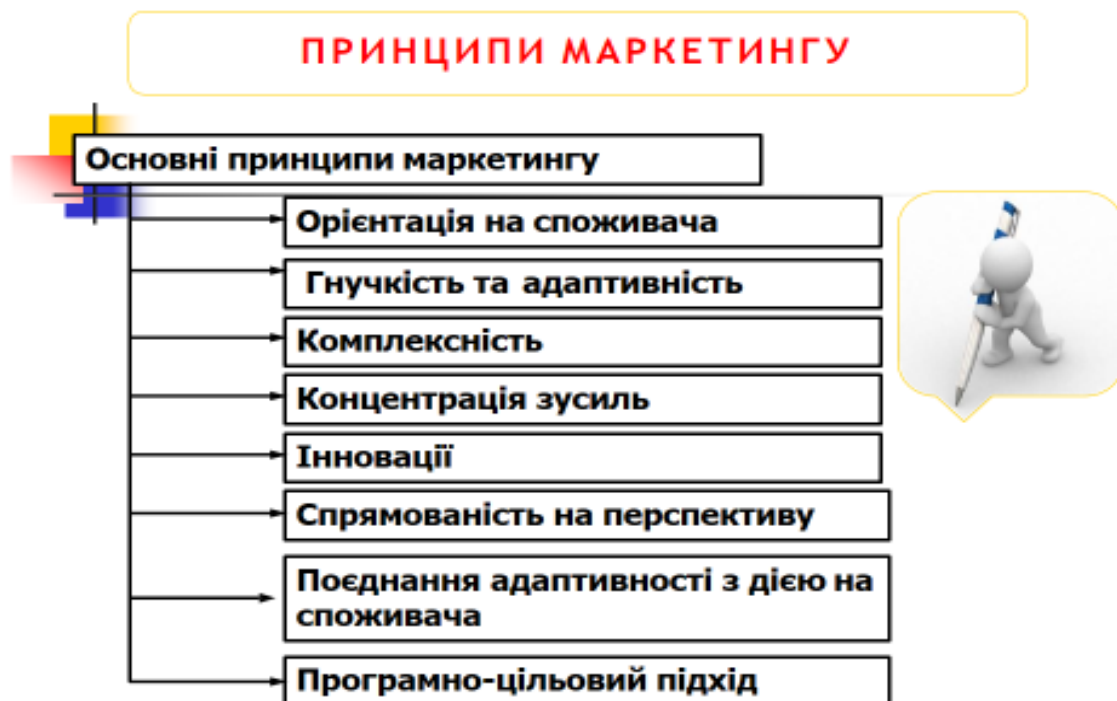 ПРИНЦИПИ МАРКЕТИНГУ
Основні принципи маркетингу
Орієнтація на споживача
Гнучкість та адаптивність
Комплексність
Концентрація зусиль
Інновації
Спрямованість на перспективу
Поєднання адаптивності з дією на
споживача
Програмно-цільовий підхід